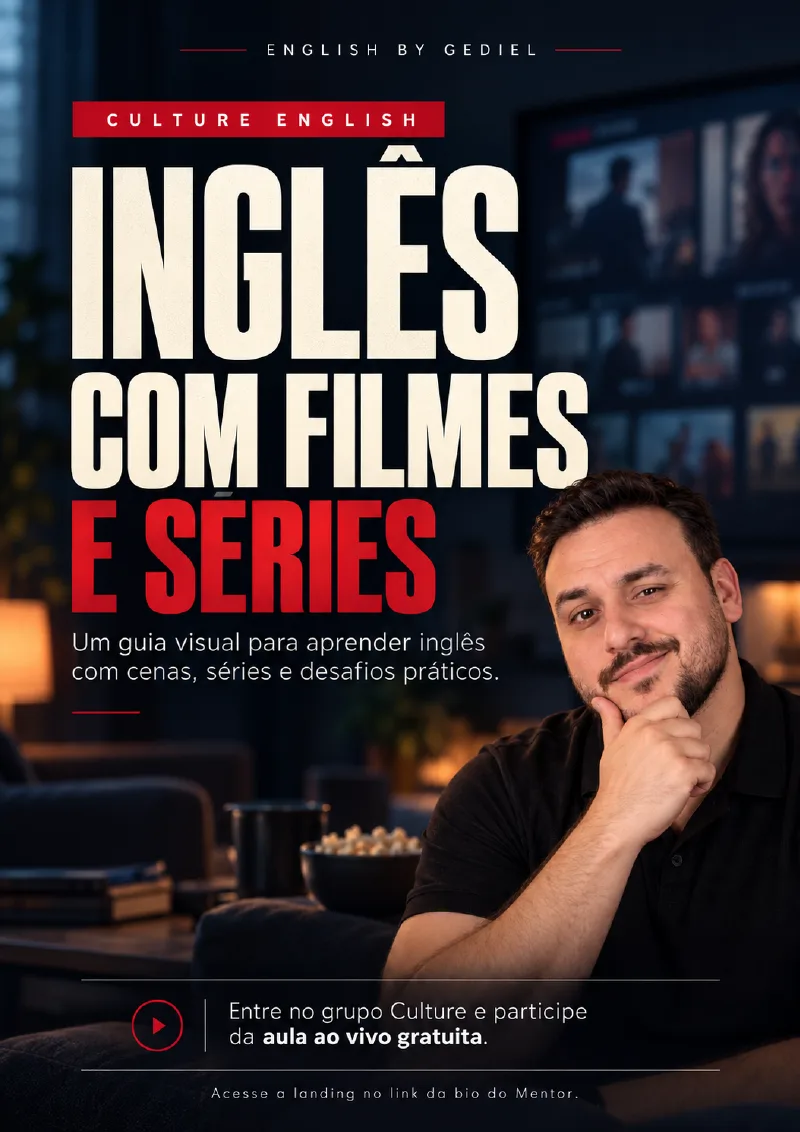 ENGLISH BY GEDIEL
CULTURE ENGLISH
INGLÊS
COM FILMES
E SÉRIES
Um guia visual para aprender inglês
com cenas, séries e desafios práticos.
Entre no grupo Culture e participe
da aula ao vivo gratuita.
Acesse a landing no link da bio do Mentor.